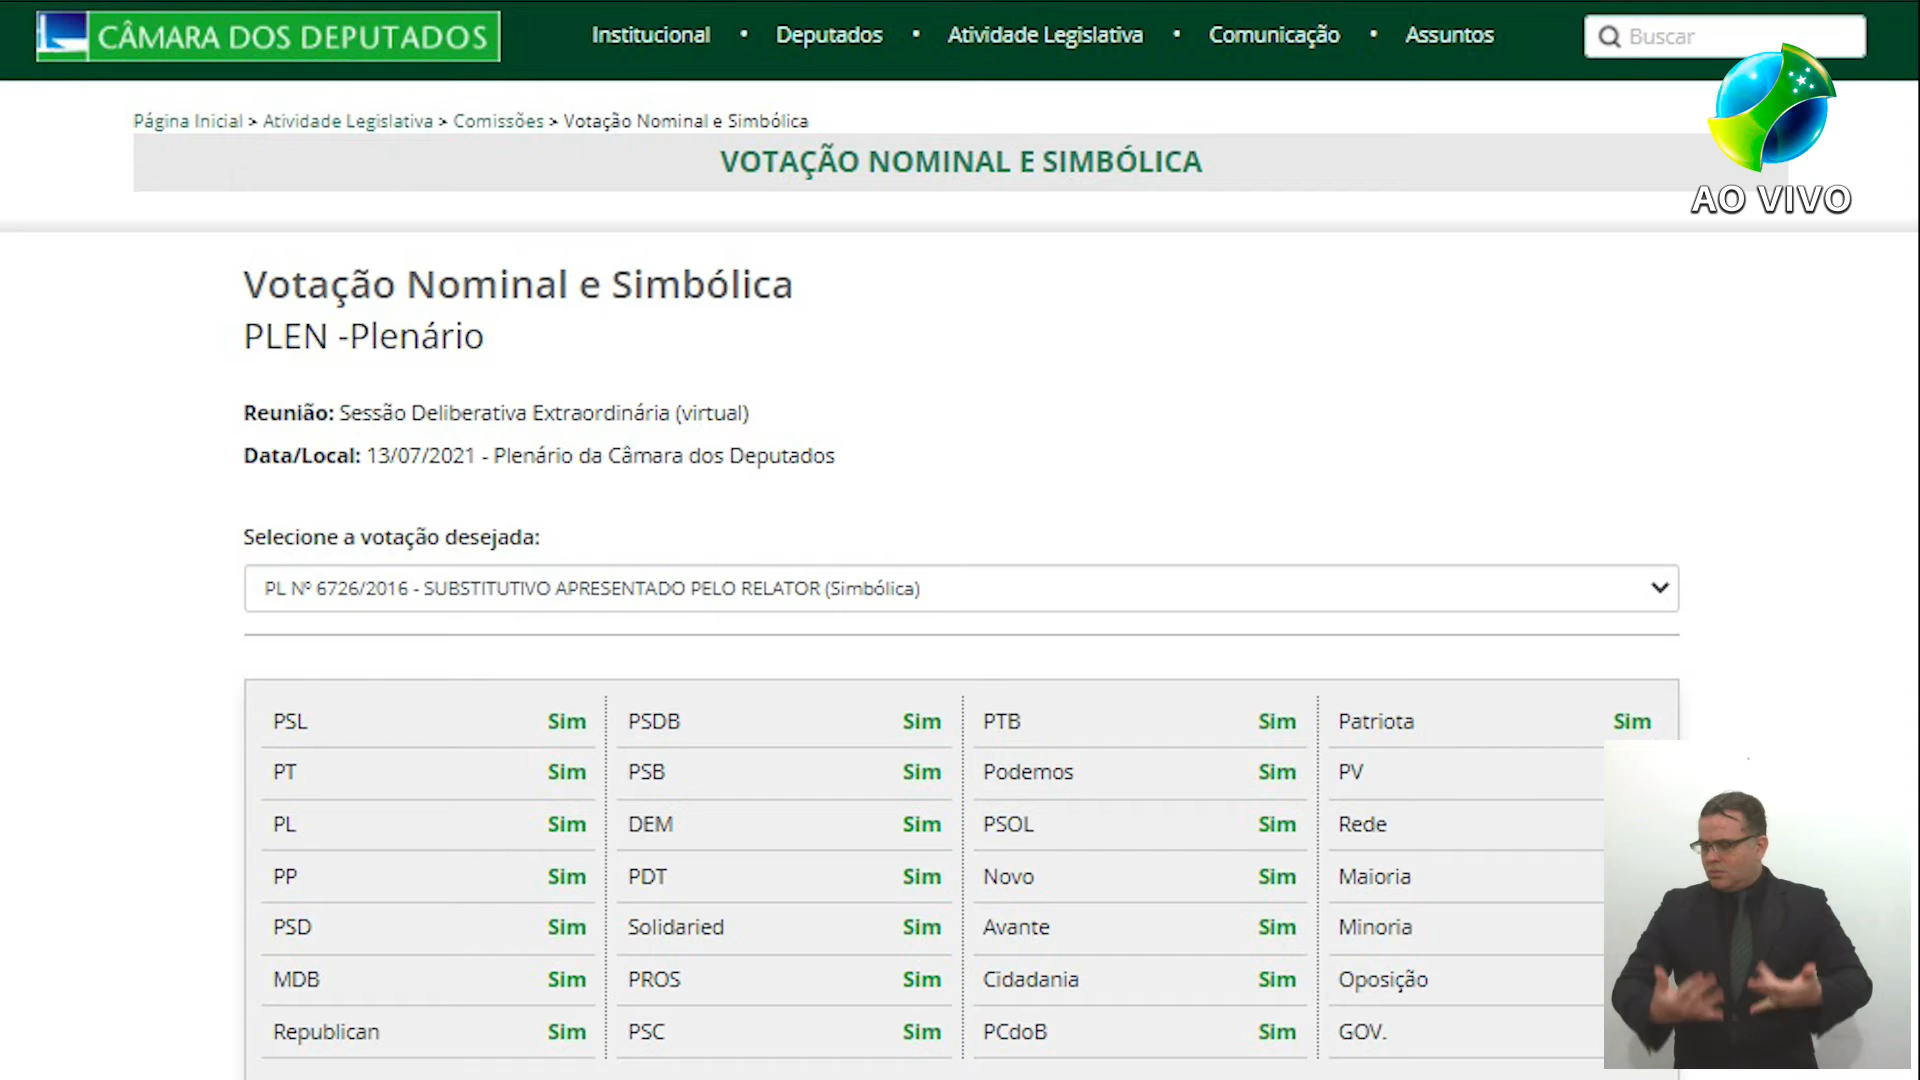 CÂMARA DOS DEPUTADOS
Institucional • Deputados • Atividade Legislativa • Comunicação • Assuntos
Buscar
Página Inicial > Atividade Legislativa > Comissões > Votação Nominal e Simbólica
VOTAÇÃO NOMINAL E SIMBÓLICA
AO VIVO
Votação Nominal e Simbólica
PLEN -Plenário
Reunião: Sessão Deliberativa Extraordinária (virtual)
Data/Local: 13/07/2021 - Plenário da Câmara dos Deputados
Selecione a votação desejada:
PL Nº 6726/2016 - SUBSTITUTIVO APRESENTADO PELO RELATOR (Simbólica)
PSL Sim PSDB Sim PTB Sim Patriota Sim
PT Sim PSB Sim Podemos Sim PV
PL Sim DEM Sim PSOL Sim Rede
PP Sim PDT Sim Novo Sim Maioria
PSD Sim Solidaried Sim Avante Sim Minoria
MDB Sim PROS Sim Cidadania Sim Oposição
Republican Sim PSC Sim PCdoB Sim GOV.